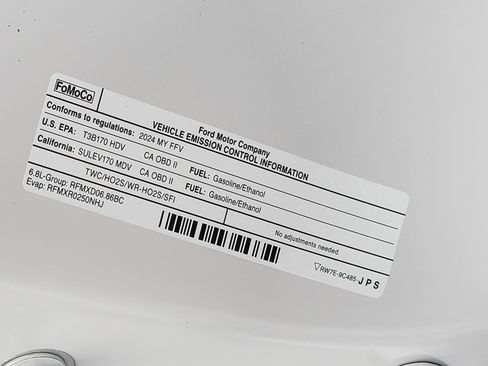 FoMoCo
Ford Motor Company
VEHICLE EMISSION CONTROL INFORMATION
Conforms to regulations: 2024 MY FFV
U.S. EPA: T3B170 HDV CA OBD II FUEL: Gasoline/Ethanol
California: SULEV170 MDV CA OBD II FUEL: Gasoline/Ethanol
TWC/HO2S/WR-HO2S/SFI
No adjustments needed.
6.8L-Group: RFMXD06.86BC
Evap: RFMXR0250NHJ
▽RW7E-9C485-JPS